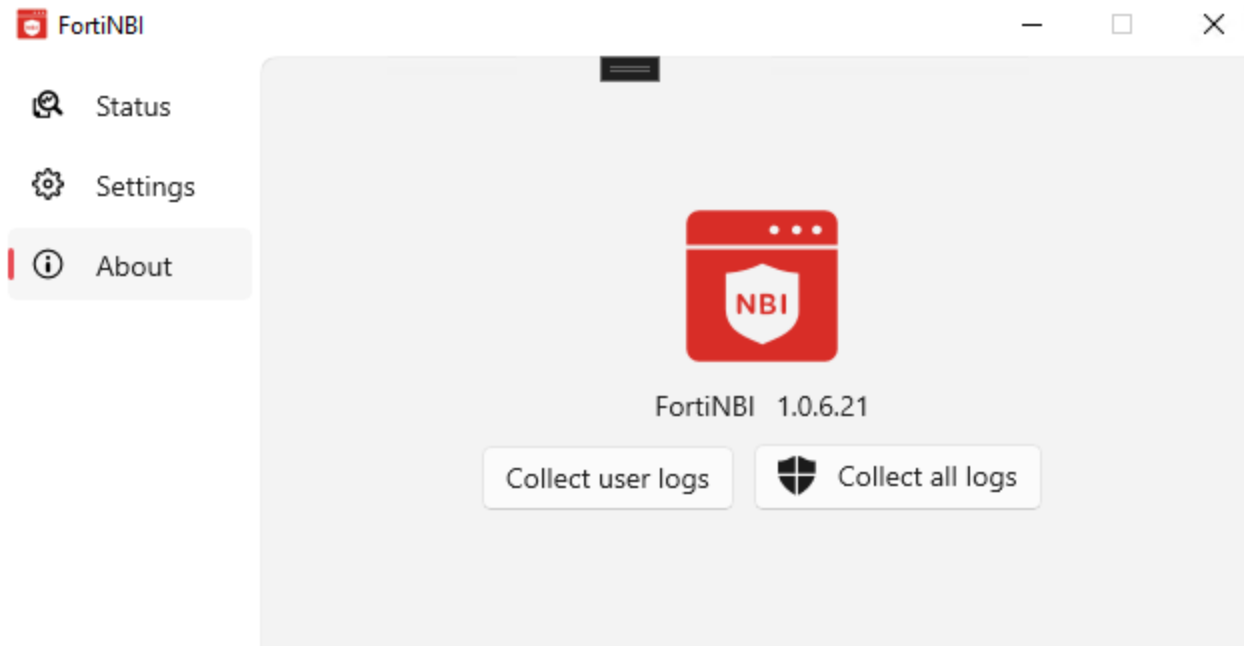 FortiNBI
Status
Settings
About
NBI
FortiNBI 1.0.6.21
Collect user logs
Collect all logs